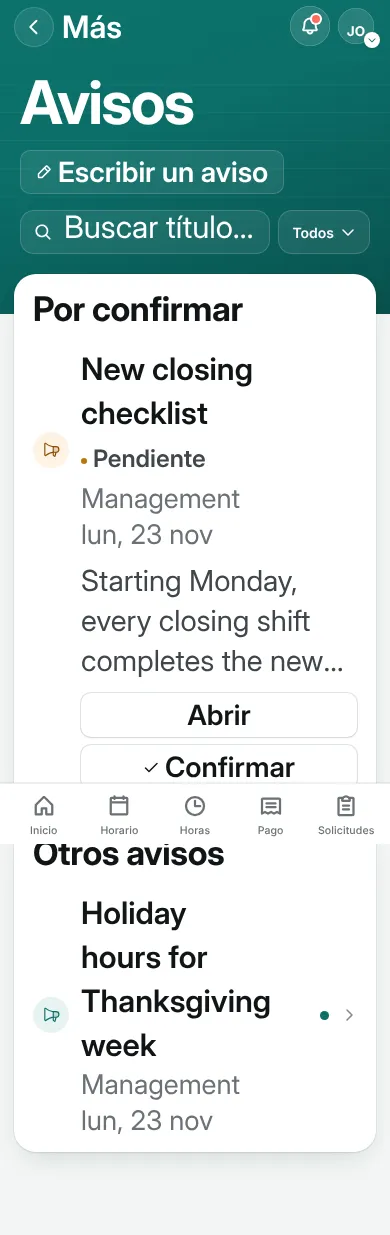 Más
JO
Avisos
Escribir un aviso
Buscar título...
Todos
Por confirmar
New closing
checklist
Pendiente
Management
lun, 23 nov
Starting Monday,
every closing shift
completes the new...
Abrir
Confirmar
Inicio
Horario
Horas
Pago
Solicitudes
Otros avisos
Holiday
hours for
Thanksgiving
week
Management
lun, 23 nov